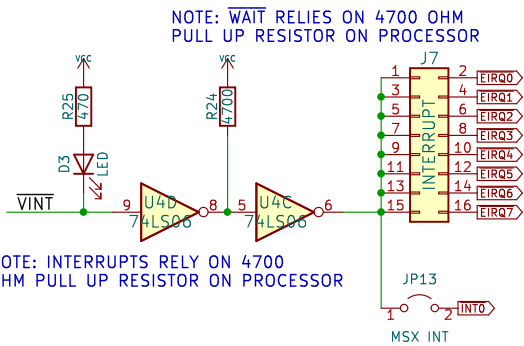 NOTE: WAIT RELIES ON 4700 OHM
PULL UP RESISTOR ON PROCESSOR
VCC
VCC
J7
R25
470
R24
4700
1
2
EIRQ0
3
4
EIRQ1
5
6
EIRQ2
7
8
EIRQ3
9
10
EIRQ4
11
12
EIRQ5
13
14
EIRQ6
15
16
EIRQ7
INTERRUPT
D3
LED
VINT
9
U4D
8
74LS06
5
U4C
6
74LS06
OTE: INTERRUPTS RELY ON 4700
HM PULL UP RESISTOR ON PROCESSOR
JP13
1
2
INT0
MSX INT